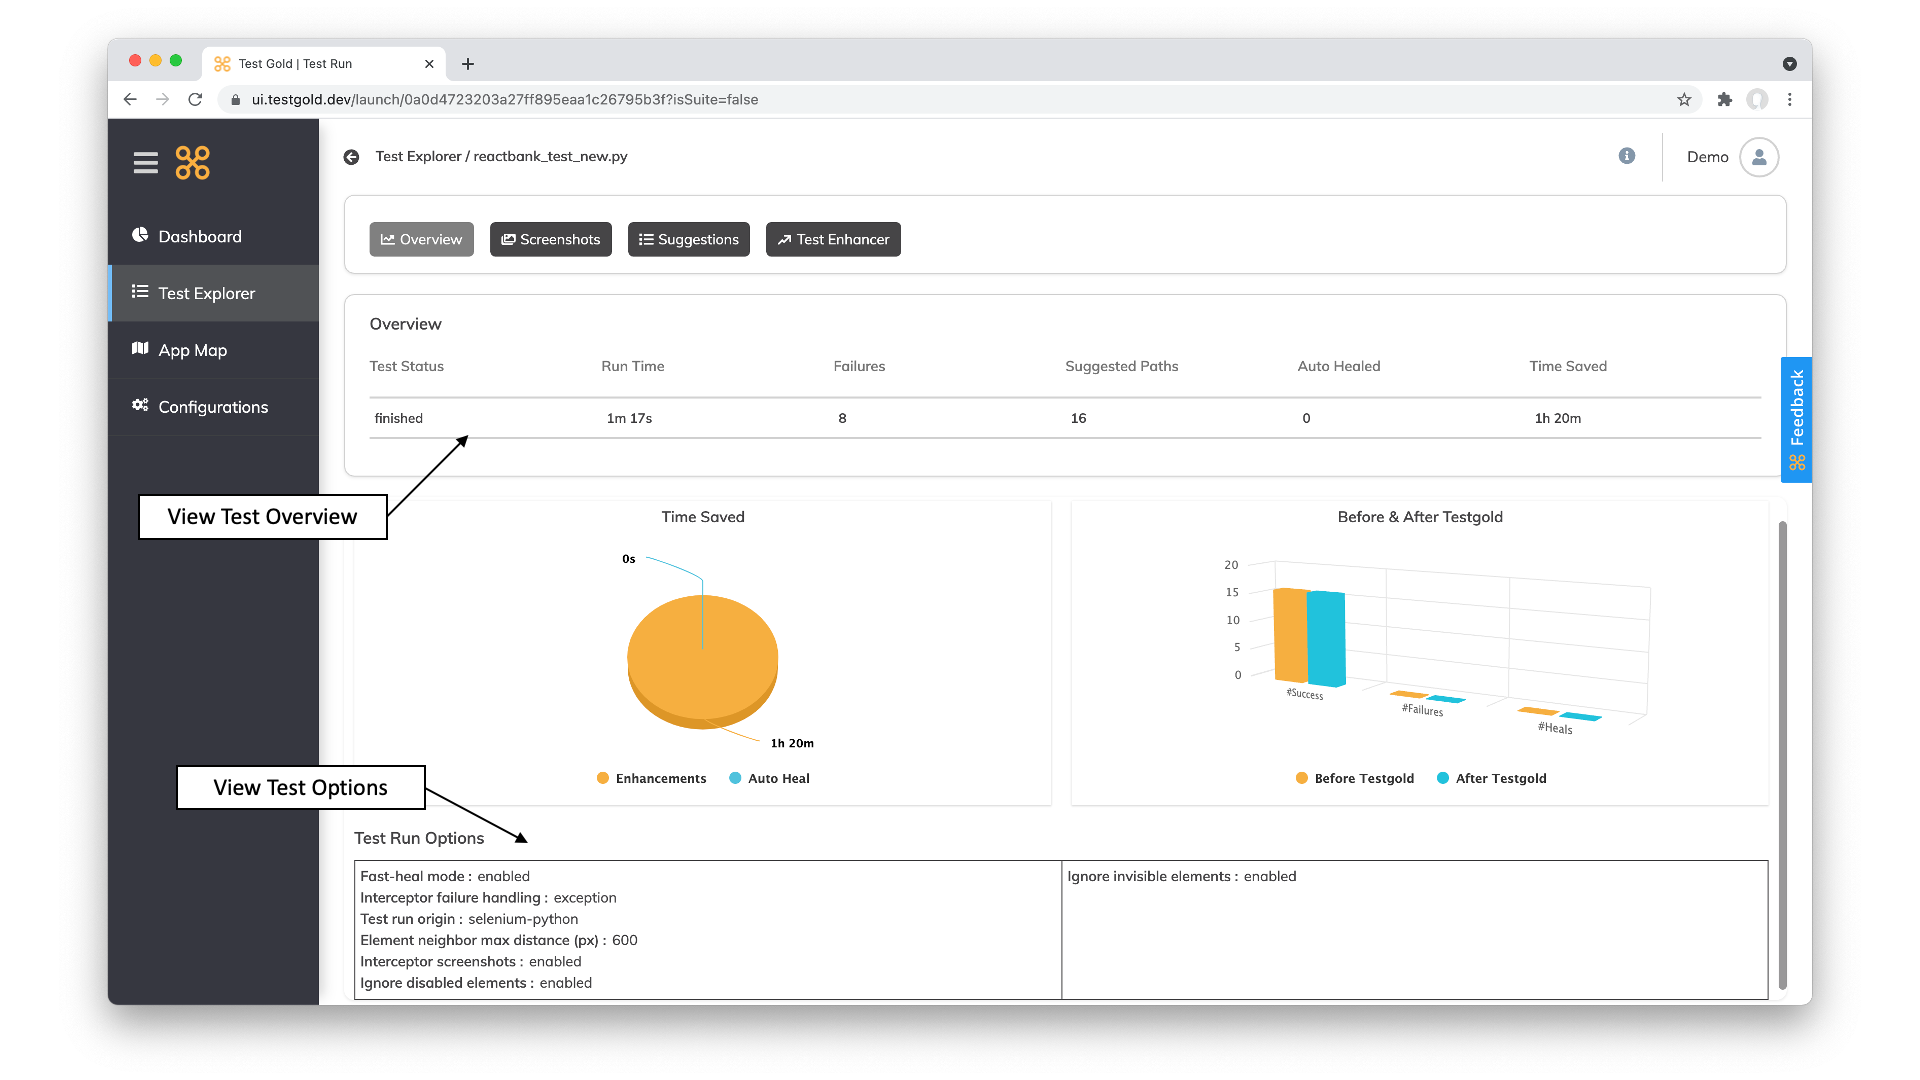 Test Gold | Test Run
ui.testgold.dev/launch/0a0d4723203a27ff895eaa1c26795b3f?isSuite=false
Test Explorer / reactbank_test_new.py
Demo
Dashboard
Test Explorer
App Map
Configurations
Overview Screenshots Suggestions Test Enhancer
Overview
Test Status Run Time Failures Suggested Paths Auto Healed Time Saved
finished 1m 17s 8 16 0 1h 20m
Feedback
View Test Overview
Time Saved
0s
1h 20m
Enhancements Auto Heal
Before & After Testgold
20
15
10
5
0
#Success
#Failures
#Heals
Before Testgold After Testgold
View Test Options
Test Run Options
Fast-heal mode : enabled
Interceptor failure handling : exception
Test run origin : selenium-python
Element neighbor max distance (px) : 600
Interceptor screenshots : enabled
Ignore disabled elements : enabled
Ignore invisible elements : enabled